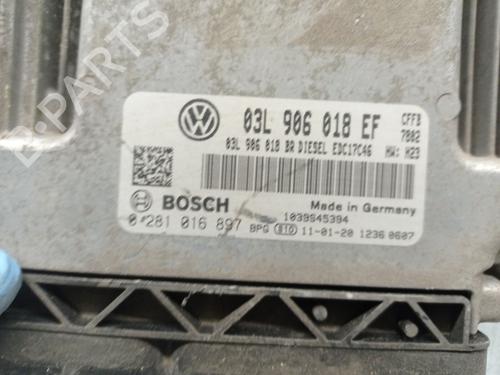 03L 906 018 EF CFFB
03L 906 018 BR DIESEL EDC17C46 7802
HW: H23
BOSCH Made in Germany
1039S45394
0 281 016 897 BPG 810 11-01-20 1236 0607